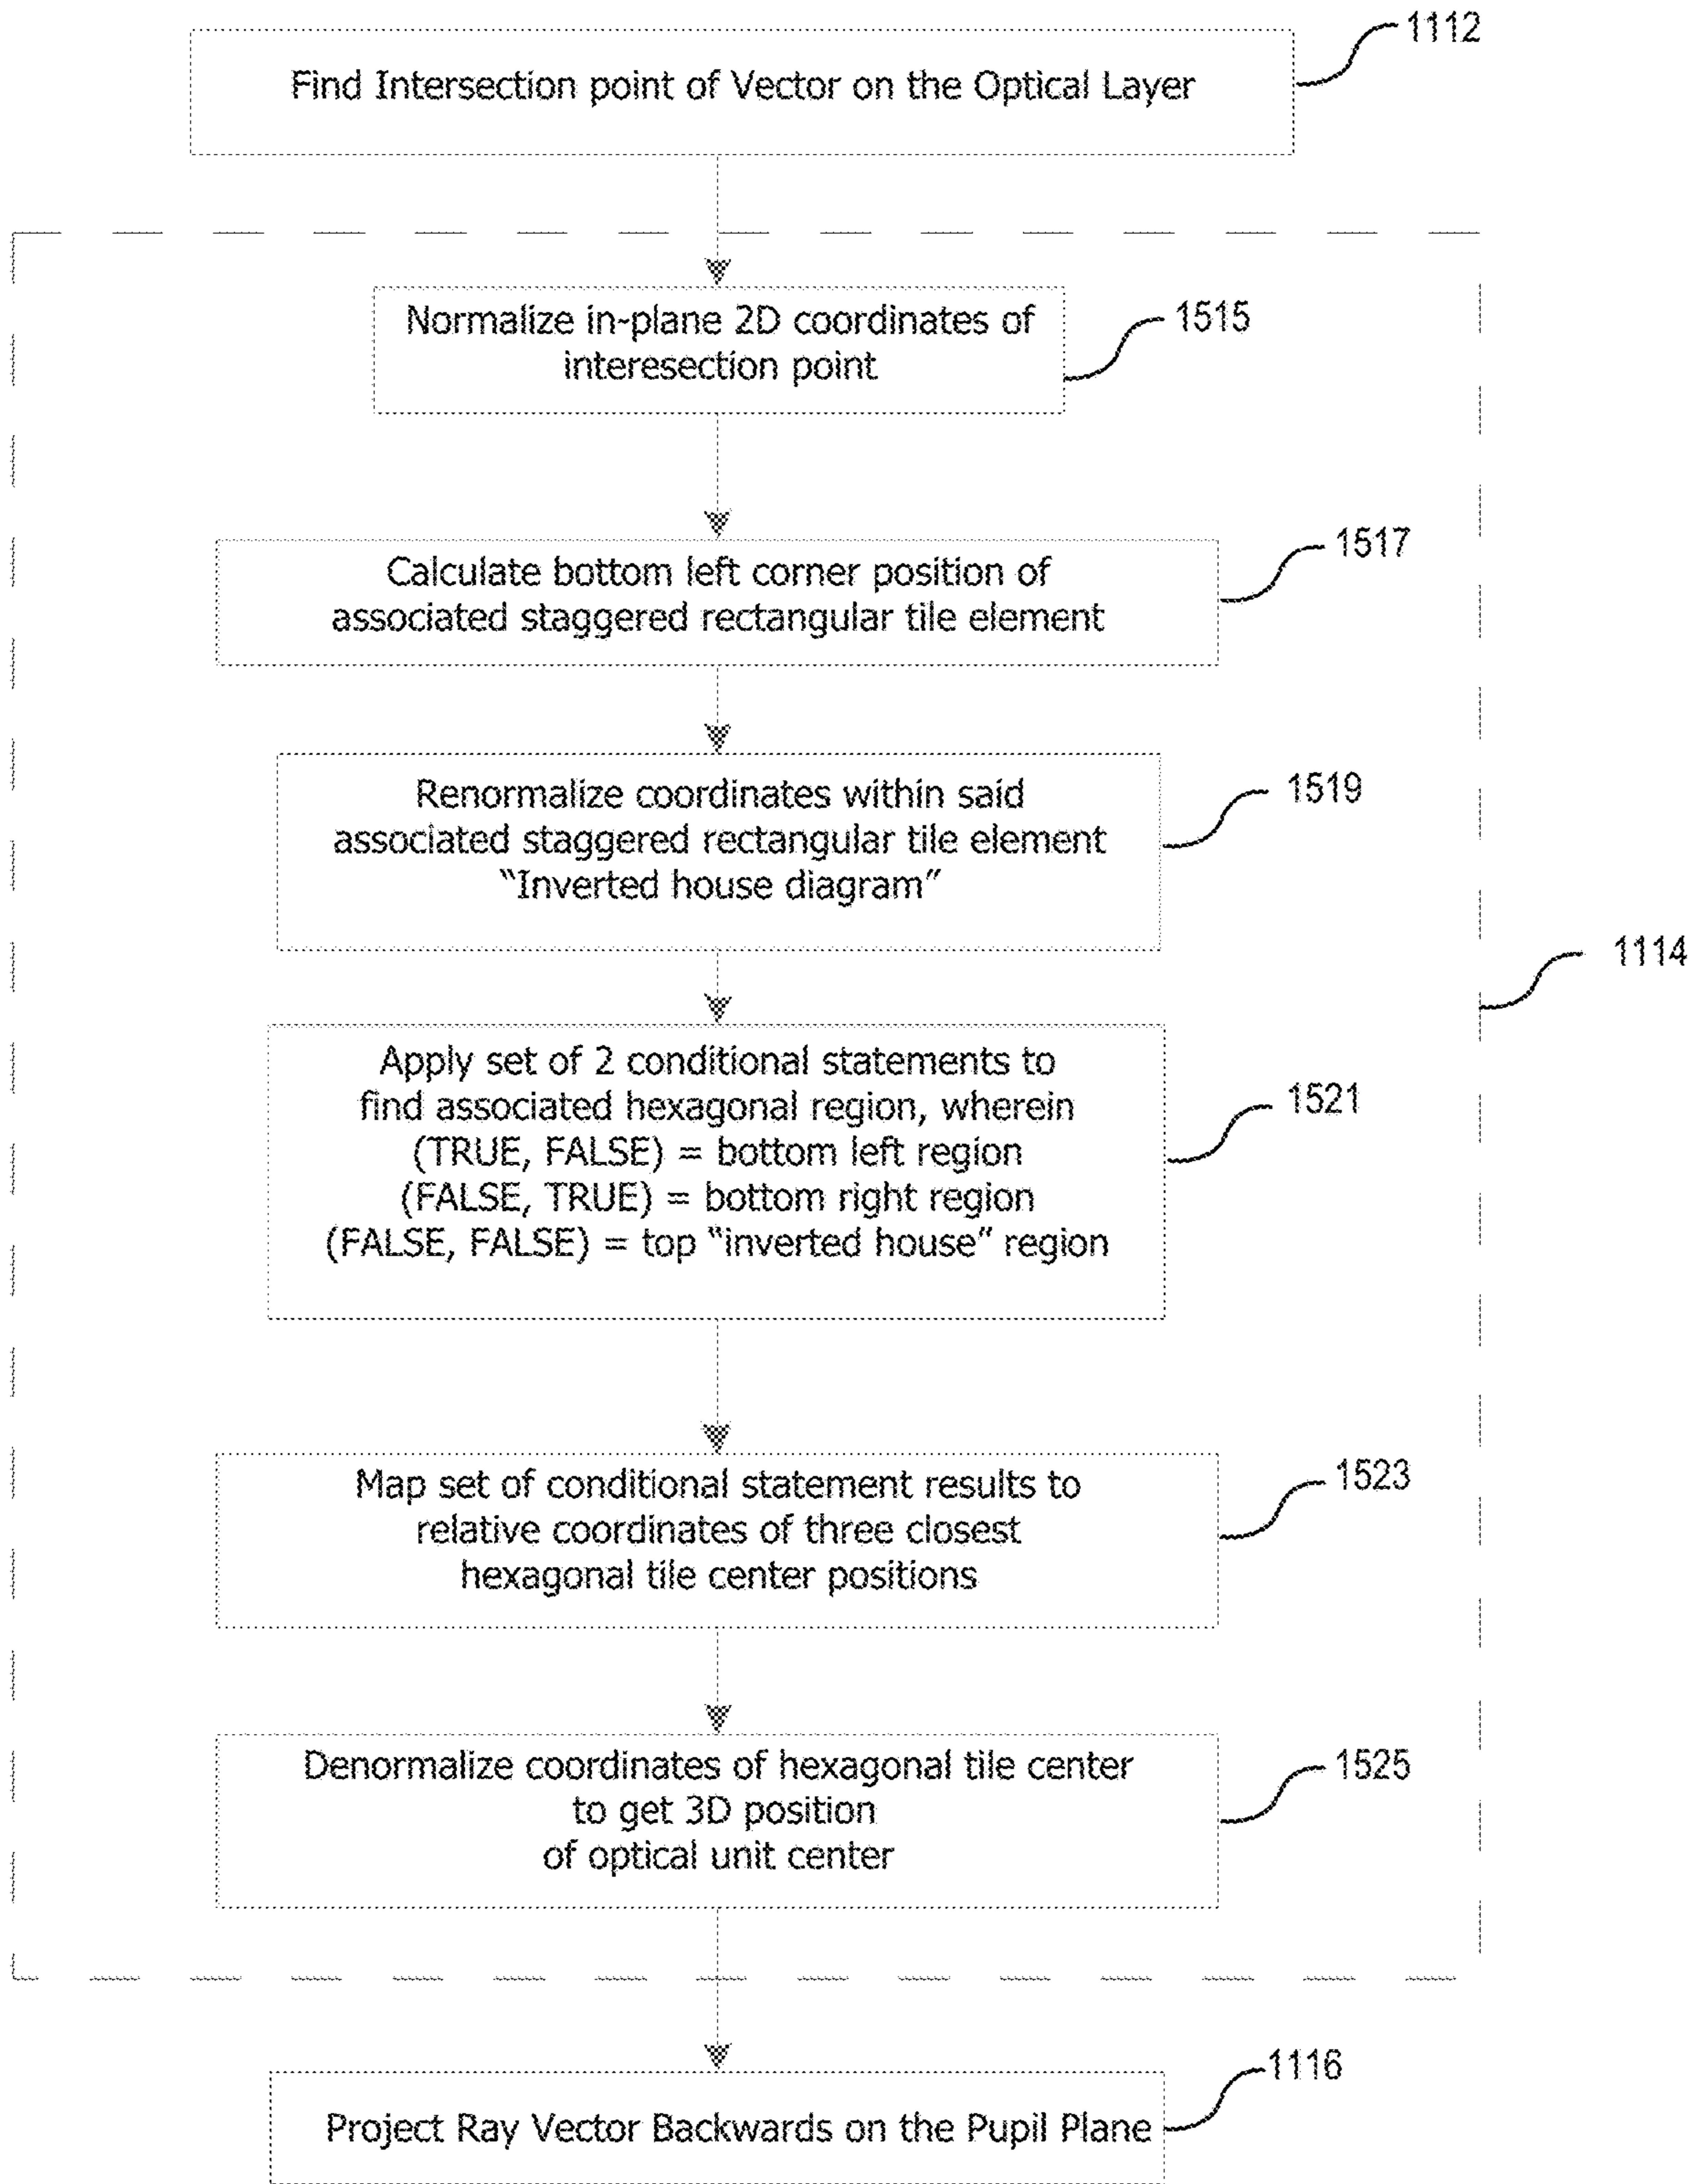 1112
Find Intersection point of Vector on the Optical Layer
Normalize in-plane 2D coordinates of
interesection point
1515
Calculate bottom left corner position of
associated staggered rectangular tile element
1517
Renormalize coordinates within said
associated staggered rectangular tile element
“Inverted house diagram”
1519
1114
Apply set of 2 conditional statements to
find associated hexagonal region, wherein
(TRUE, FALSE) = bottom left region
(FALSE, TRUE) = bottom right region
(FALSE, FALSE) = top “inverted house” region
1521
Map set of conditional statement results to
relative coordinates of three closest
hexagonal tile center positions
1523
Denormalize coordinates of hexagonal tile center
to get 3D position
of optical unit center
1525
1116
Project Ray Vector Backwards on the Pupil Plane